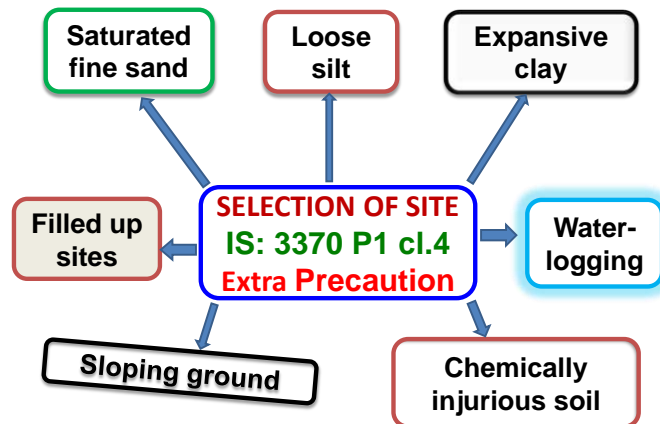 Saturated
fine sand
Loose
silt
Expansive
clay
SELECTION OF SITE
IS: 3370 P1 cl.4
Extra Precaution
Filled up
sites
Water-
logging
Sloping ground
Chemically
injurious soil